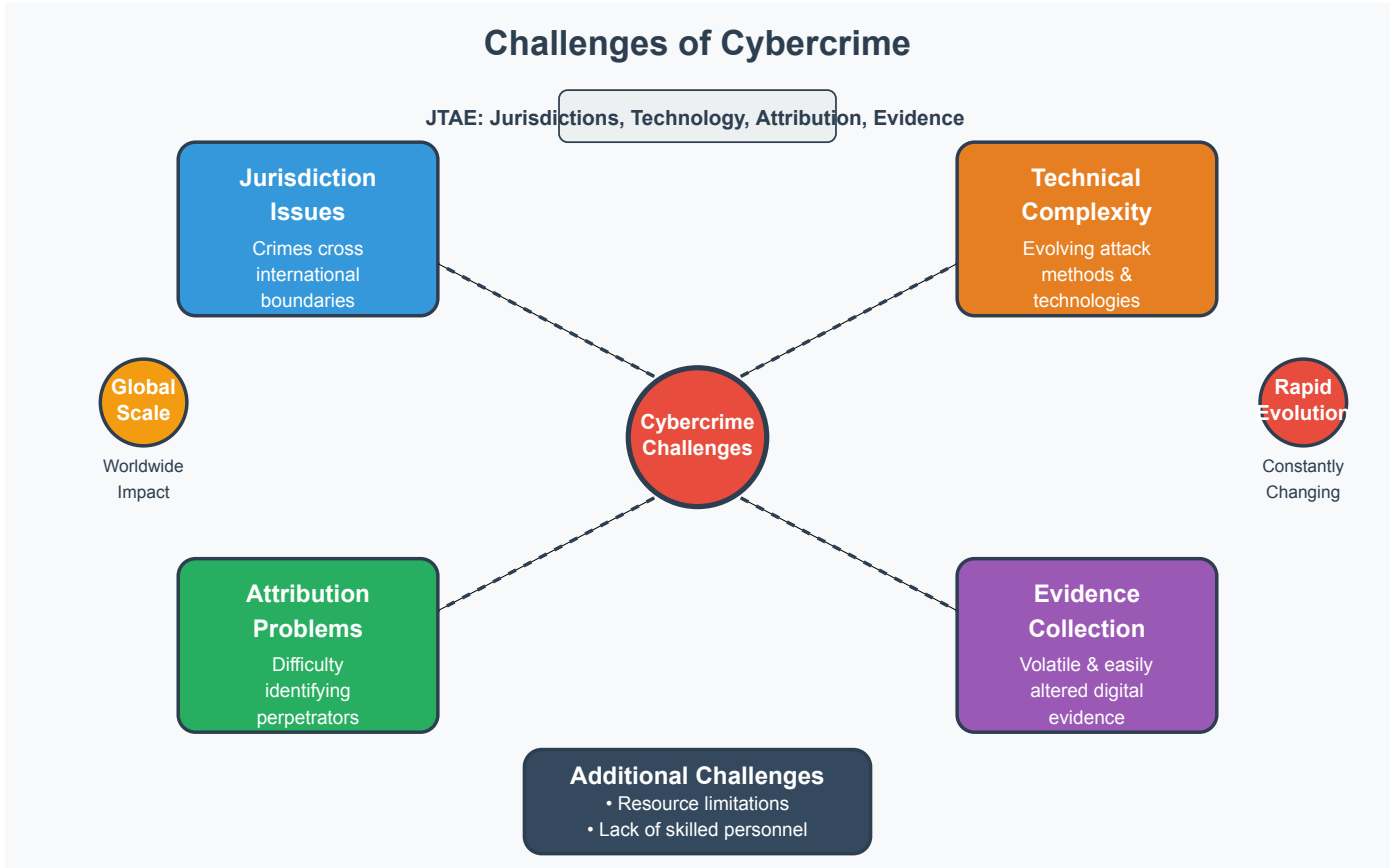 Challenges of Cybercrime
JTAE: Jurisdictions, Technology, Attribution, Evidence
Jurisdiction
Issues
Crimes cross
international
boundaries
Technical
Complexity
Evolving attack
methods &
technologies
Global
Scale
Worldwide
Impact
Cybercrime
Challenges
Rapid
Evolution
Constantly
Changing
Attribution
Problems
Difficulty
identifying
perpetrators
Evidence
Collection
Volatile & easily
altered digital
evidence
Additional Challenges
• Resource limitations
• Lack of skilled personnel